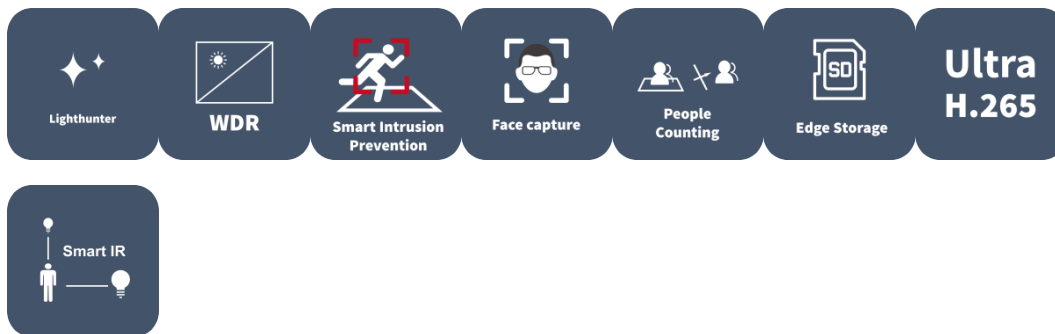 Lighthunter
WDR
Smart Intrusion
Prevention
Face capture
People
Counting
SD
Edge Storage
Ultra
H.265
Smart IR